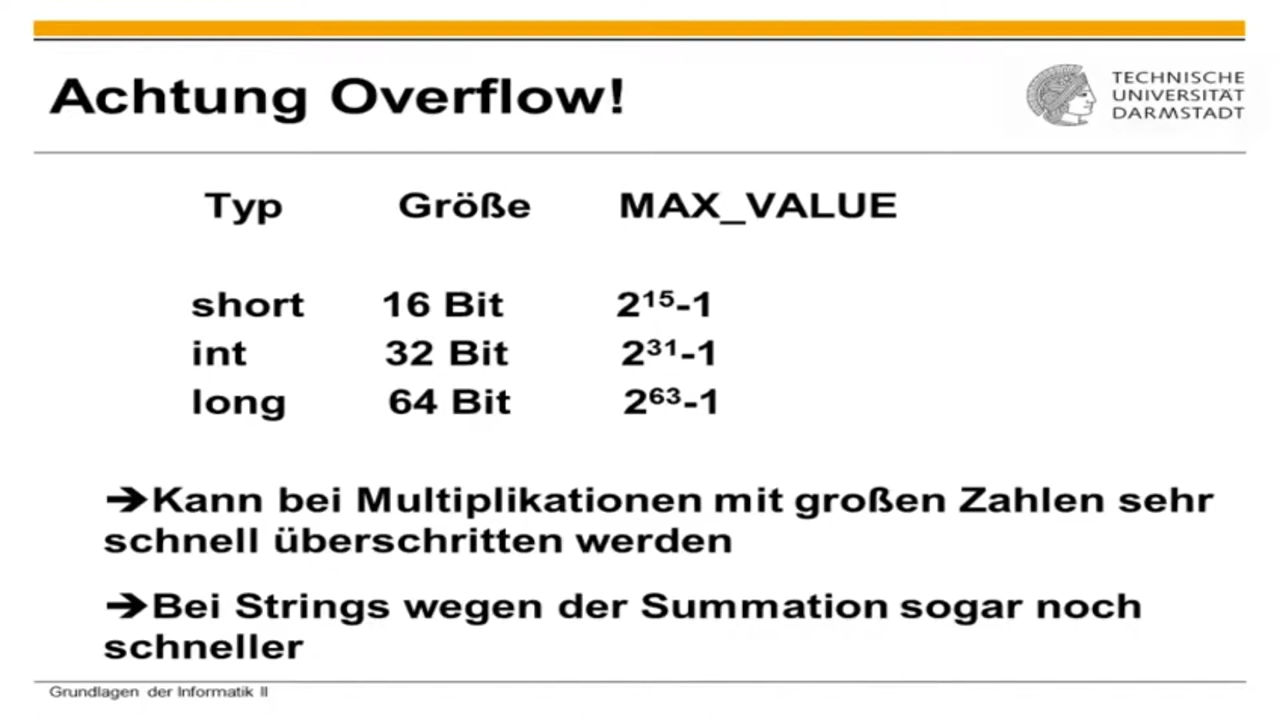 Achtung Overflow!
TECHNISCHE
UNIVERSITÄT
DARMSTADT
Typ Größe MAX_VALUE
short 16 Bit 2¹⁵-1
int 32 Bit 2³¹-1
long 64 Bit 2⁶³-1
➔Kann bei Multiplikationen mit großen Zahlen sehr
schnell überschritten werden
➔Bei Strings wegen der Summation sogar noch
schneller
Grundlagen der Informatik II